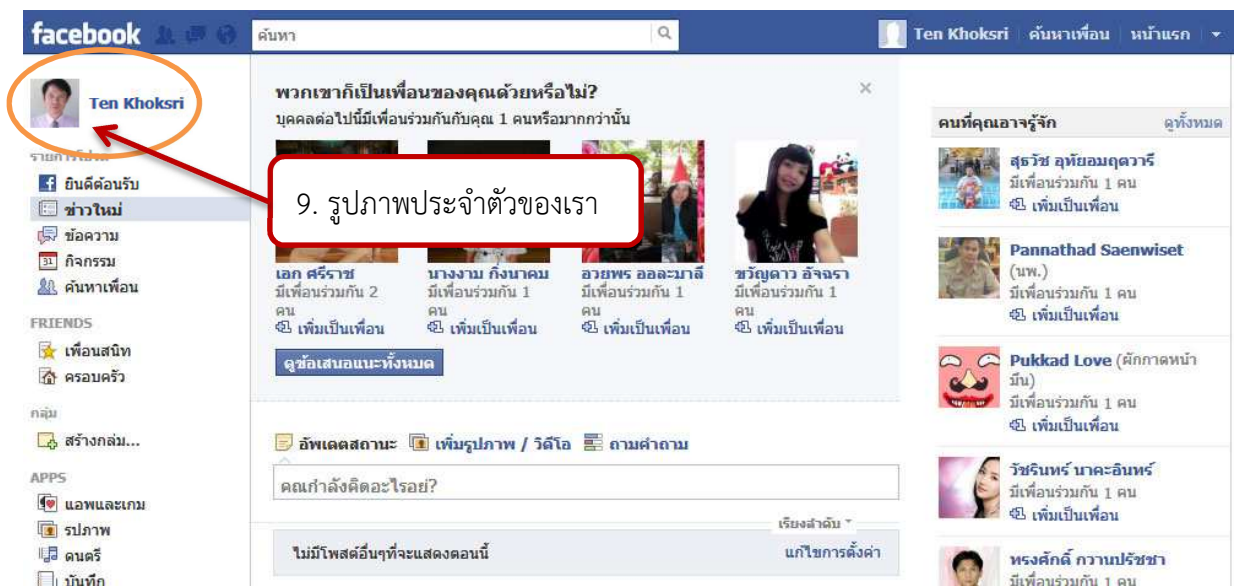 facebook
ค้นหา
Ten Khoksri
ค้นหาเพื่อน
หน้าแรก
Ten Khoksri
ยินดีต้อนรับ
ข่าวใหม่
ข้อความ
31
กิจกรรม
ค้นหาเพื่อน
FRIENDS
เพื่อนสนิท
ครอบครัว
กลุ่ม
สร้างกลุ่ม...
APPS
แอพและเกม
รูปภาพ
ดนตรี
บันทึก
พวกเขาก็เป็นเพื่อนของคุณด้วยหรือไม่?
บุคคลต่อไปนี้มีเพื่อนร่วมกันกับคุณ 1 คนหรือมากกว่านั้น
9. รูปภาพประจำตัวของเรา
เอก ศรีราช
มีเพื่อนร่วมกัน 2
คน
เพิ่มเป็นเพื่อน
นางงาม กิ่งนาคม
มีเพื่อนร่วมกัน 1
คน
เพิ่มเป็นเพื่อน
อวยพร ออละมาลี
มีเพื่อนร่วมกัน 1
คน
เพิ่มเป็นเพื่อน
ขวัญดาว อัจฉรา
มีเพื่อนร่วมกัน 1
คน
เพิ่มเป็นเพื่อน
ดูข้อเสนอแนะทั้งหมด
อัพเดตสถานะ
เพิ่มรูปภาพ / วิดีโอ
ถามคำถาม
คุณกำลังคิดอะไรอยู่?
เรียงลำดับ
ไม่มีโพสต์อื่นๆที่จะแสดงตอนนี้
แก้ไขการตั้งค่า
คนที่คุณอาจรู้จัก
ดูทั้งหมด
สุธวัช อุทัยอมฤตวารี
มีเพื่อนร่วมกัน 1 คน
เพิ่มเป็นเพื่อน
Pannathad Saenwiset
(นพ.)
มีเพื่อนร่วมกัน 1 คน
เพิ่มเป็นเพื่อน
Pukkad Love (ผักกาดหน้า
มึน)
มีเพื่อนร่วมกัน 1 คน
เพิ่มเป็นเพื่อน
วัชรินทร์ นาคะอินทร์
มีเพื่อนร่วมกัน 1 คน
เพิ่มเป็นเพื่อน
ทรงศักดิ์ กวานปรัชชา
มีเพื่อนร่วมกัน 1 คน